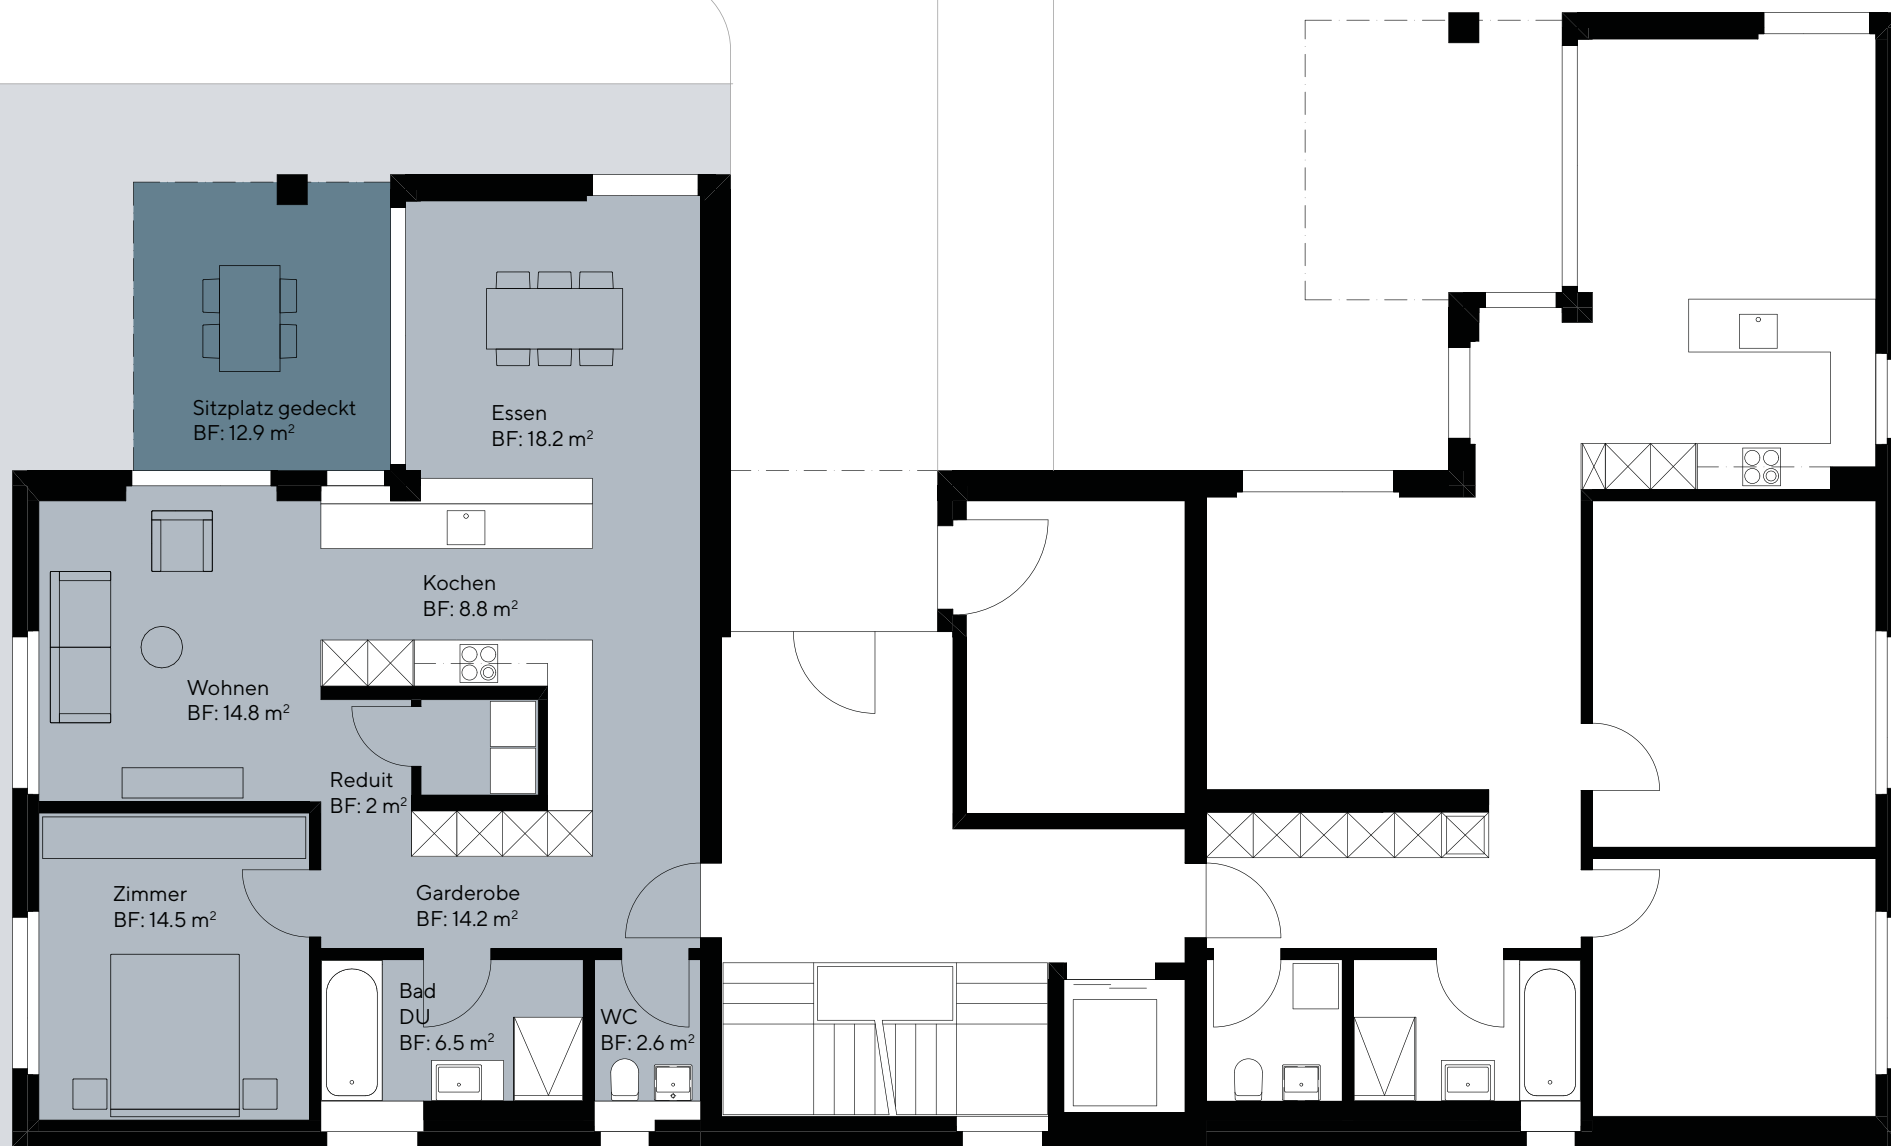 Sitzplatz gedeckt
BF: 12.9 m²
Essen
BF: 18.2 m²
Kochen
BF: 8.8 m²
Wohnen
BF: 14.8 m²
Reduit
BF: 2 m²
Zimmer
BF: 14.5 m²
Garderobe
BF: 14.2 m²
Bad
DU
BF: 6.5 m²
WC
BF: 2.6 m²